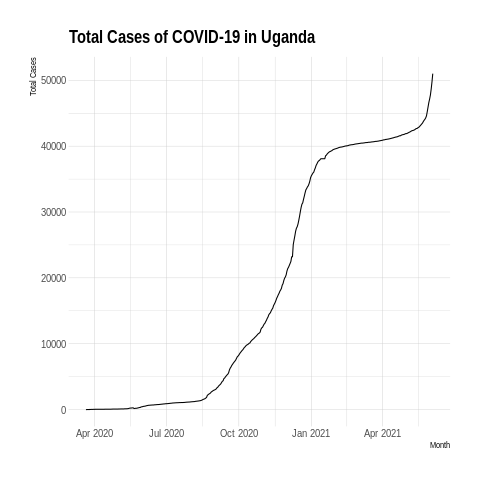 Total Cases of COVID-19 in Uganda
Total Cases
50000
40000
30000
20000
10000
0
Apr 2020 Jul 2020 Oct 2020 Jan 2021 Apr 2021
Month